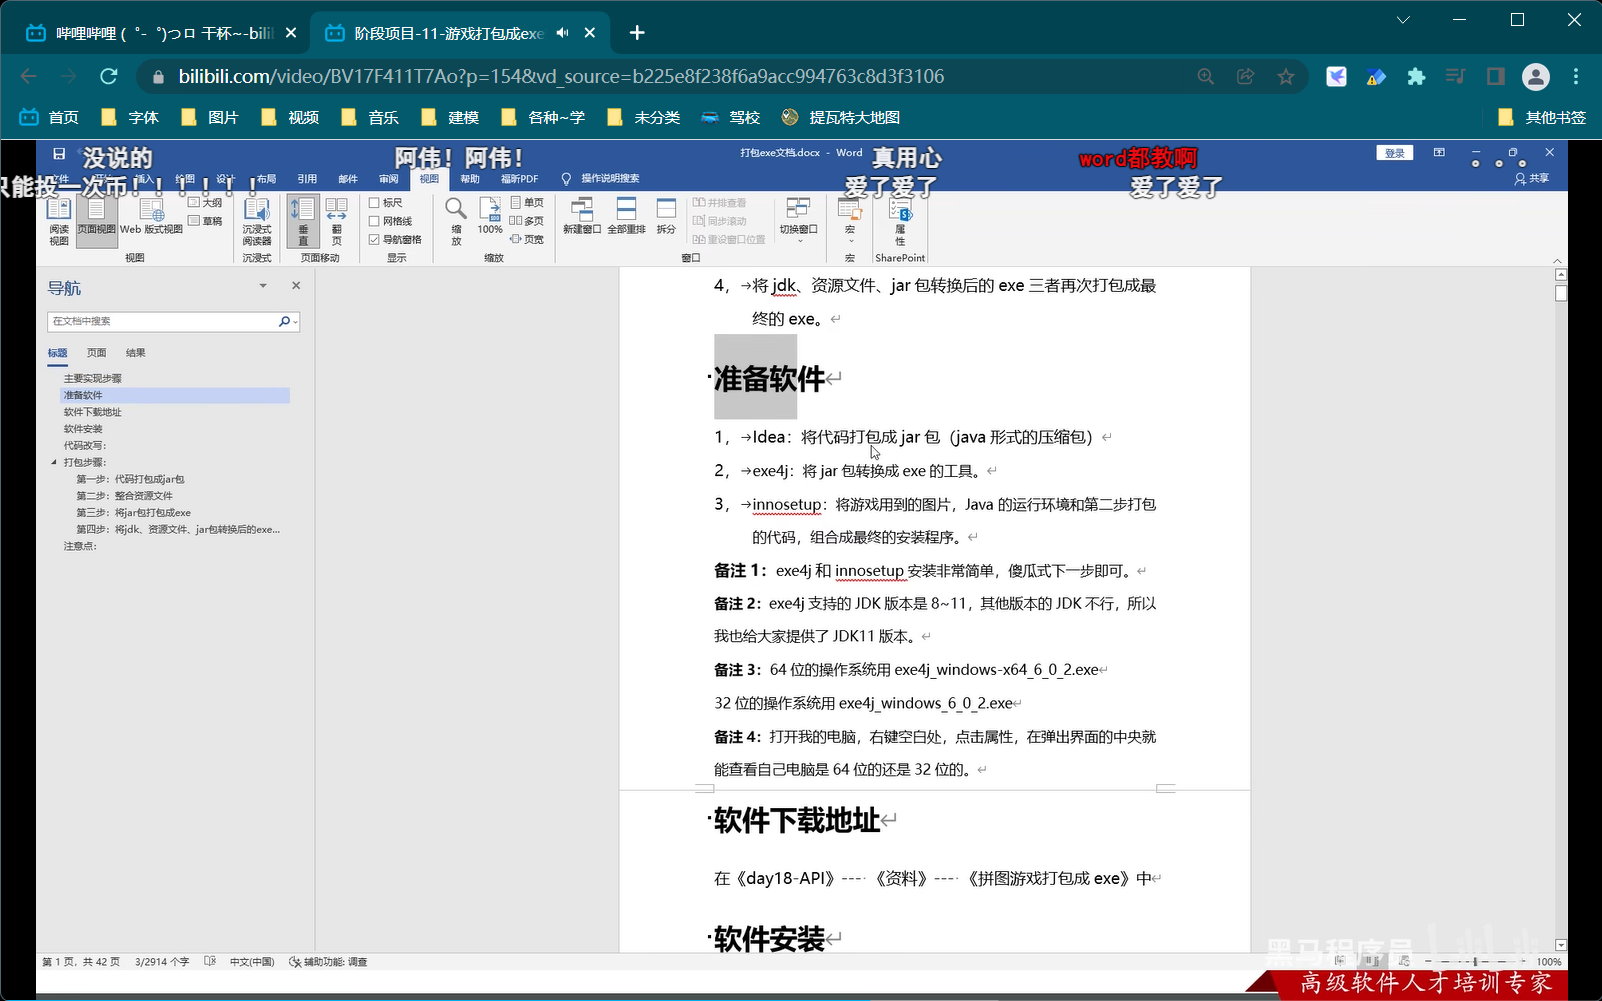 哔哩哔哩 (゜-゜)つロ 干杯~-bili
阶段项目-11-游戏打包成exe
bilibili.com/video/BV17F411T7Ao?p=154&vd_source=b225e8f238f6a9acc994763c8d3f3106
首页 字体 图片 视频 音乐 建模 各种~学 未分类 驾校 提瓦特大地图 其他书签
没说的 阿伟！阿伟！ 打包exe文档.docx - Word 真用心 word都教啊 登录
只能投一次币！！！！！！ 爱了爱了 爱了爱了
文件 插入 绘图 设计 布局 引用 邮件 审阅 视图 帮助 福昕PDF 操作说明搜索 共享
阅读视图 页面视图 Web 版式视图 大纲 草稿 沉浸式阅读器 垂直 翻页 标尺 网格线 导航窗格 缩放 100% 单页 多页 页宽 新建窗口 全部重排 拆分 并排查看 同步滚动 重设窗口位置 切换窗口 宏 属性
视图 沉浸式 页面移动 显示 缩放 窗口 宏 SharePoint
导航
在文档中搜索
标题 页面 结果
主要实现步骤
准备软件
软件下载地址
软件安装
代码改写：
打包步骤：
第一步：代码打包成jar包
第二步：整合资源文件
第三步：将jar包打包成exe
第四步：将jdk、资源文件、jar包转换后的exe...
注意点：
4，将 jdk、资源文件、jar 包转换后的 exe 三者再次打包成最
终的 exe。
准备软件
1，Idea：将代码打包成 jar 包（java 形式的压缩包）
2，exe4j：将 jar 包转换成 exe 的工具。
3，innosetup：将游戏用到的图片，Java 的运行环境和第二步打包
的代码，组合成最终的安装程序。
备注 1：exe4j 和 innosetup 安装非常简单，傻瓜式下一步即可。
备注 2：exe4j 支持的 JDK 版本是 8~11，其他版本的 JDK 不行，所以
我也给大家提供了 JDK11 版本。
备注 3：64 位的操作系统用 exe4j_windows-x64_6_0_2.exe
32 位的操作系统用 exe4j_windows_6_0_2.exe
备注 4：打开我的电脑，右键空白处，点击属性，在弹出界面的中央就
能查看自己电脑是 64 位的还是 32 位的。
软件下载地址
在《day18-API》----《资料》----《拼图游戏打包成 exe》中
软件安装
第 1 页，共 42 页 3/2914 个字 中文(中国) 辅助功能: 调查 100%
黑马程序员
高级软件人才培训专家